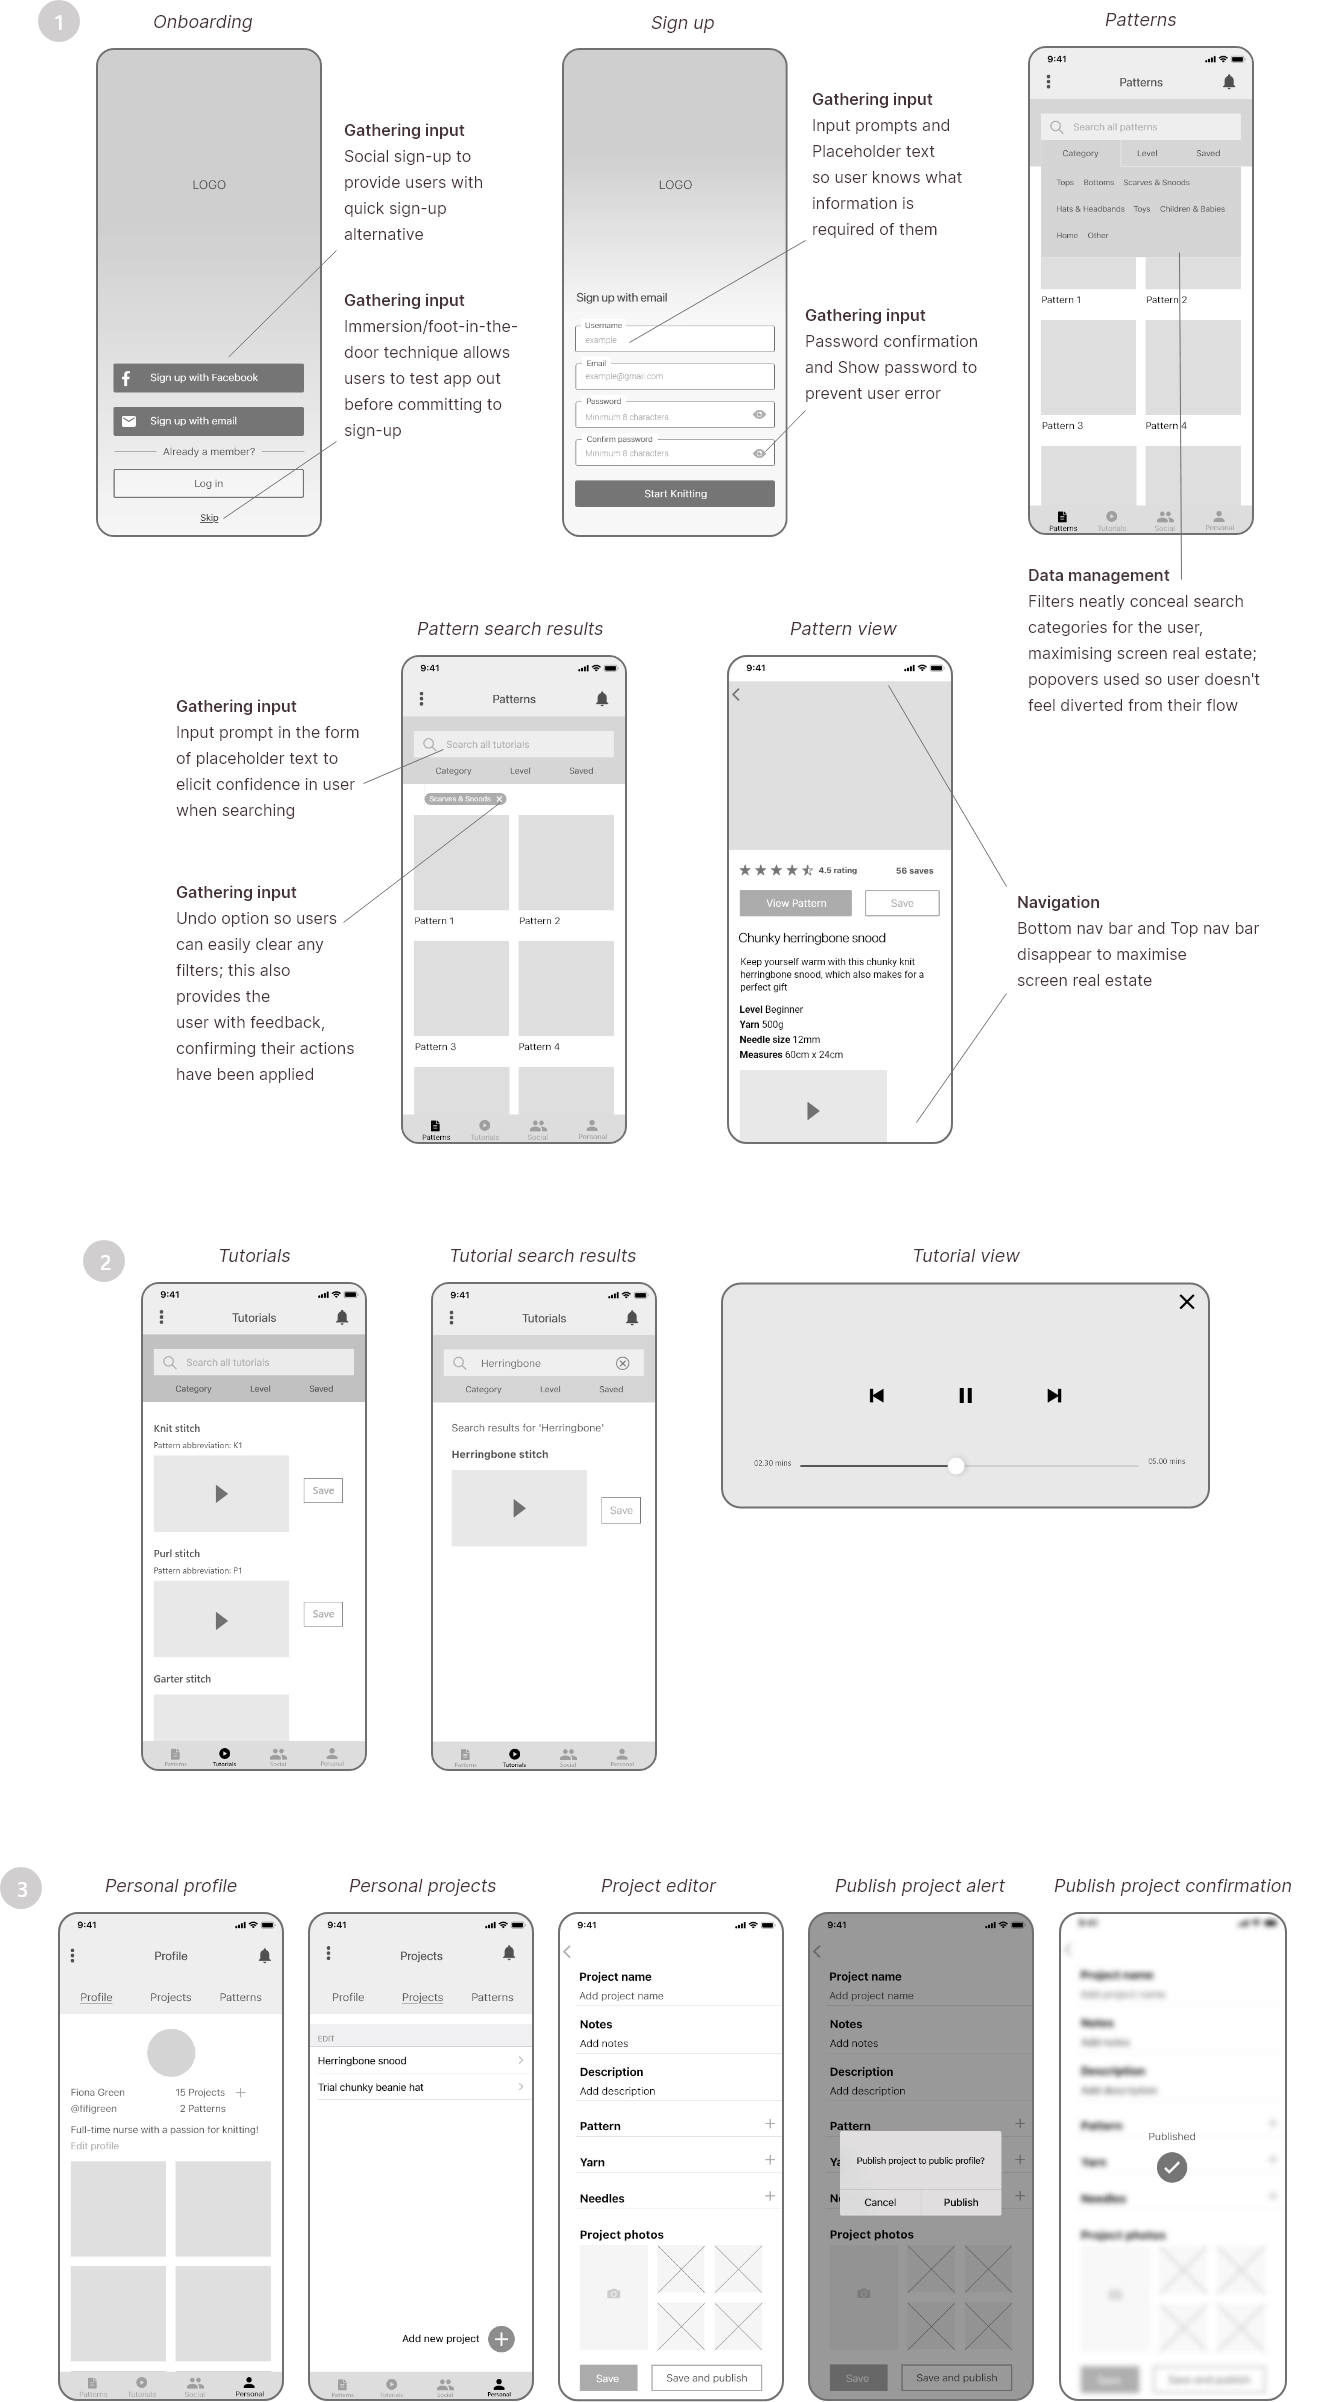 1
Onboarding
LOGO
Sign up with Facebook
Sign up with email
Already a member?
Log in
Skip
Gathering input
Social sign-up to
provide users with
quick sign-up
alternative
Gathering input
Immersion/foot-in-the-
door technique allows
users to test app out
before committing to
sign-up
Sign up
LOGO
Sign up with email
Username
example
Email
example@gmail.com
Password
Minimum 8 characters
Confirm password
Minimum 8 characters
Start Knitting
Gathering input
Input prompts and
Placeholder text
so user knows what
information is
required of them
Gathering input
Password confirmation
and Show password to
prevent user error
Patterns
9:41
Patterns
Search all patterns
Category Level Saved
Tops Bottoms Scarves & Snoods
Hats & Headbands Toys Children & Babies
Home Other
Pattern 1 Pattern 2
Pattern 3 Pattern 4
Patterns Tutorials Social Personal
Data management
Filters neatly conceal search
categories for the user,
maximising screen real estate;
popovers used so user doesn't
feel diverted from their flow
Pattern search results
Gathering input
Input prompt in the form
of placeholder text to
elicit confidence in user
when searching
Gathering input
Undo option so users
can easily clear any
filters; this also
provides the
user with feedback,
confirming their actions
have been applied
9:41
Patterns
Search all tutorials
Category Level Saved
Scarves & Snoods
Pattern 1 Pattern 2
Pattern 3 Pattern 4
Patterns Tutorials Social Personal
Pattern view
9:41
4.5 rating 56 saves
View Pattern Save
Chunky herringbone snood
Keep yourself warm with this chunky knit
herringbone snood, which also makes for a
perfect gift
Level Beginner
Yarn 500g
Needle size 12mm
Measures 60cm x 24cm
Navigation
Bottom nav bar and Top nav bar
disappear to maximise
screen real estate
2
Tutorials
9:41
Tutorials
Search all tutorials
Category Level Saved
Knit stitch
Pattern abbreviation: K1
Save
Purl stitch
Pattern abbreviation: P1
Save
Garter stitch
Patterns Tutorials Social Personal
Tutorial search results
9:41
Tutorials
Herringbone
Category Level Saved
Search results for 'Herringbone'
Herringbone stitch
Save
Patterns Tutorials Social Personal
Tutorial view
02.30 mins 05.00 mins
3
Personal profile
9:41
Profile
Profile Projects Patterns
Fiona Green 15 Projects
@fifigreen 2 Patterns
Full-time nurse with a passion for knitting!
Edit profile
Patterns Tutorials Social Personal
Personal projects
9:41
Projects
Profile Projects Patterns
EDIT
Herringbone snood
Trial chunky beanie hat
Add new project
Patterns Tutorials Social Personal
Project editor
9:41
Project name
Add project name
Notes
Add notes
Description
Add description
Pattern
Yarn
Needles
Project photos
Save Save and publish
Publish project alert
9:41
Project name
Add project name
Notes
Add notes
Description
Add description
Pattern
Ya
Publish project to public profile?
Cancel Publish
Project photos
Save Save and publish
Publish project confirmation
9:41
Project name
Add project name
Notes
Add notes
Description
Add description
Pattern
Published
Yarn
Needles
Project photos
Save and publish